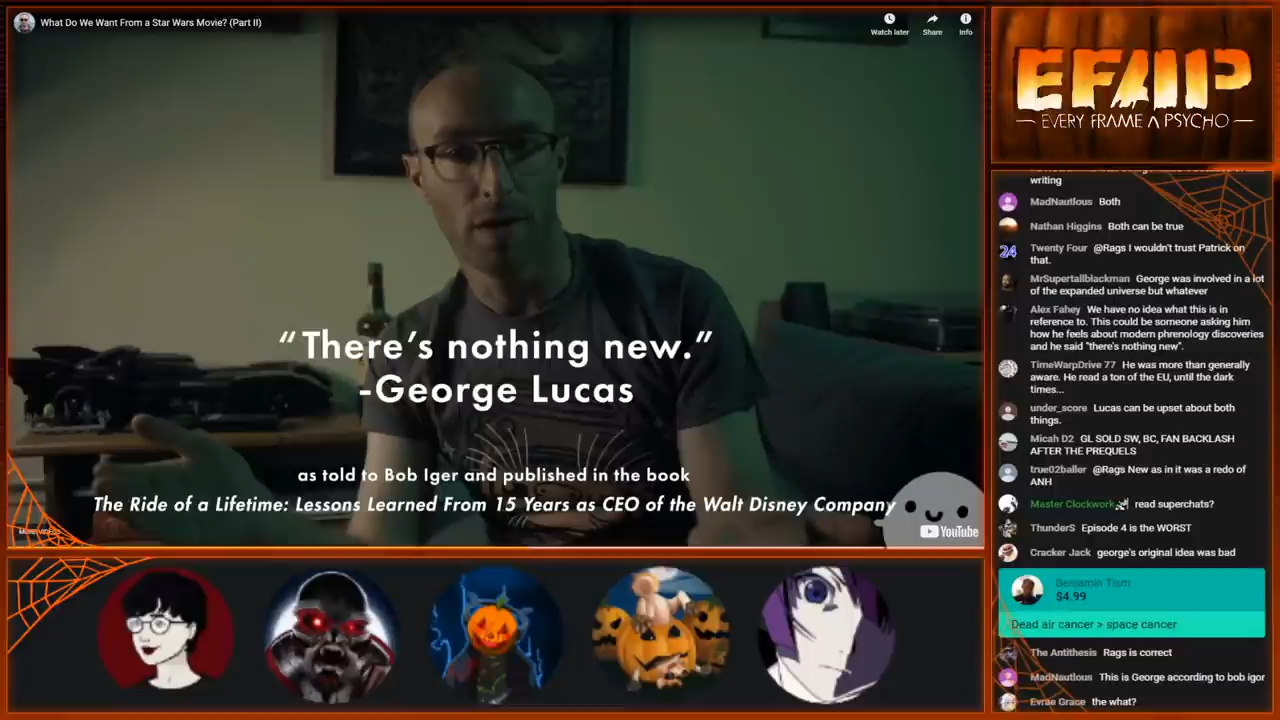 What Do We Want From a Star Wars Movie? (Part II)
Watch later
Share
Info
"There's nothing new."
-George Lucas
as told to Bob Iger and published in the book
The Ride of a Lifetime: Lessons Learned From 15 Years as CEO of the Walt Disney Company
MORE VIDEOS
YouTube
EFAP
EVERY FRAME A PSYCHO
writing
MadNautlous Both
Nathan Higgins Both can be true
24
Twenty Four @Rags I wouldn't trust Patrick on
that.
MrSupertallblackman George was involved in a lot
of the expanded universe but whatever
Alex Fahey We have no idea what this is in
reference to. This could be someone asking him
how he feels about modern phrenology discoveries
and he said "there's nothing new".
TimeWarpDrive 77 He was more than generally
aware. He read a ton of the EU, until the dark
times...
under_score Lucas can be upset about both
things.
Micah D2 GL SOLD SW, BC, FAN BACKLASH
AFTER THE PREQUELS
true02baller @Rags New as in it was a redo of
ANH
Master Clockwork read superchats?
ThunderS Episode 4 is the WORST
Cracker Jack george's original idea was bad
Benjamin Tism
$4.99
Dead air cancer > space cancer
The Antithesis Rags is correct
MadNautlous This is George according to bob igor
Evrae Grace the what?